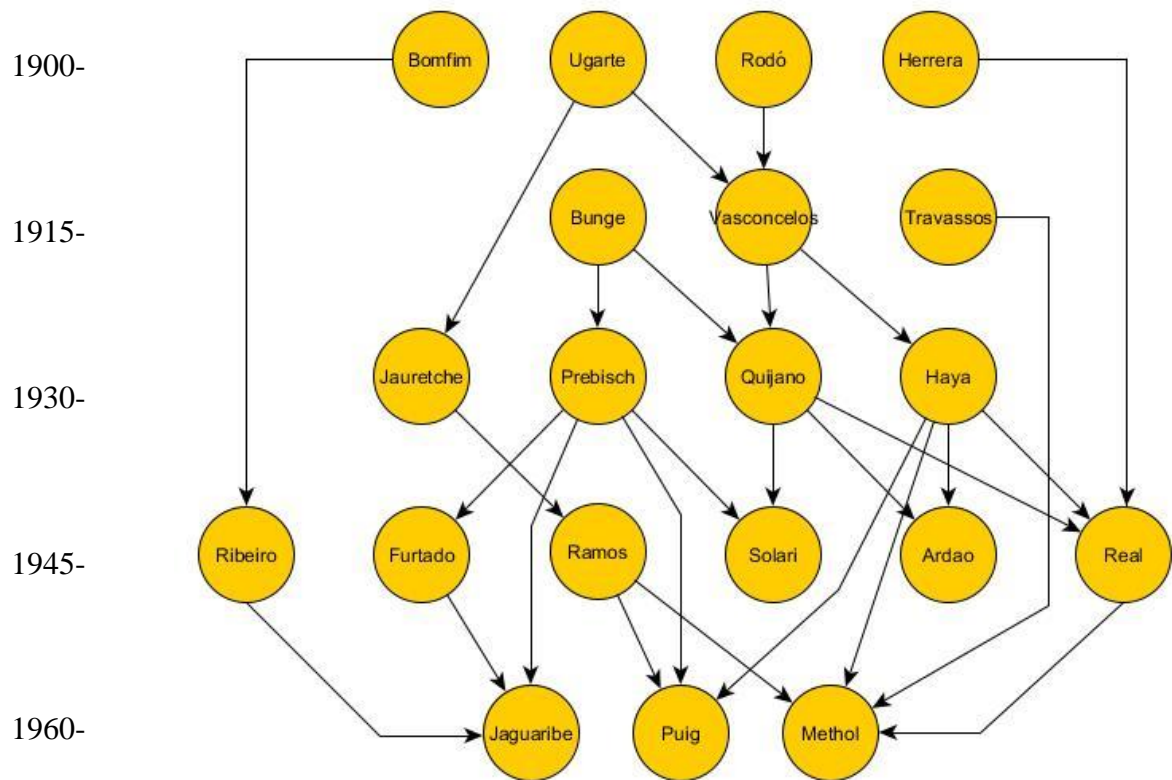 1900-
Bomfim
Ugarte
Rodó
Herrera
1915-
Bunge
Vasconcelos
Travassos
1930-
Jauretche
Prebisch
Quijano
Haya
1945-
Ribeiro
Furtado
Ramos
Solari
Ardao
Real
1960-
Jaguaribe
Puig
Methol